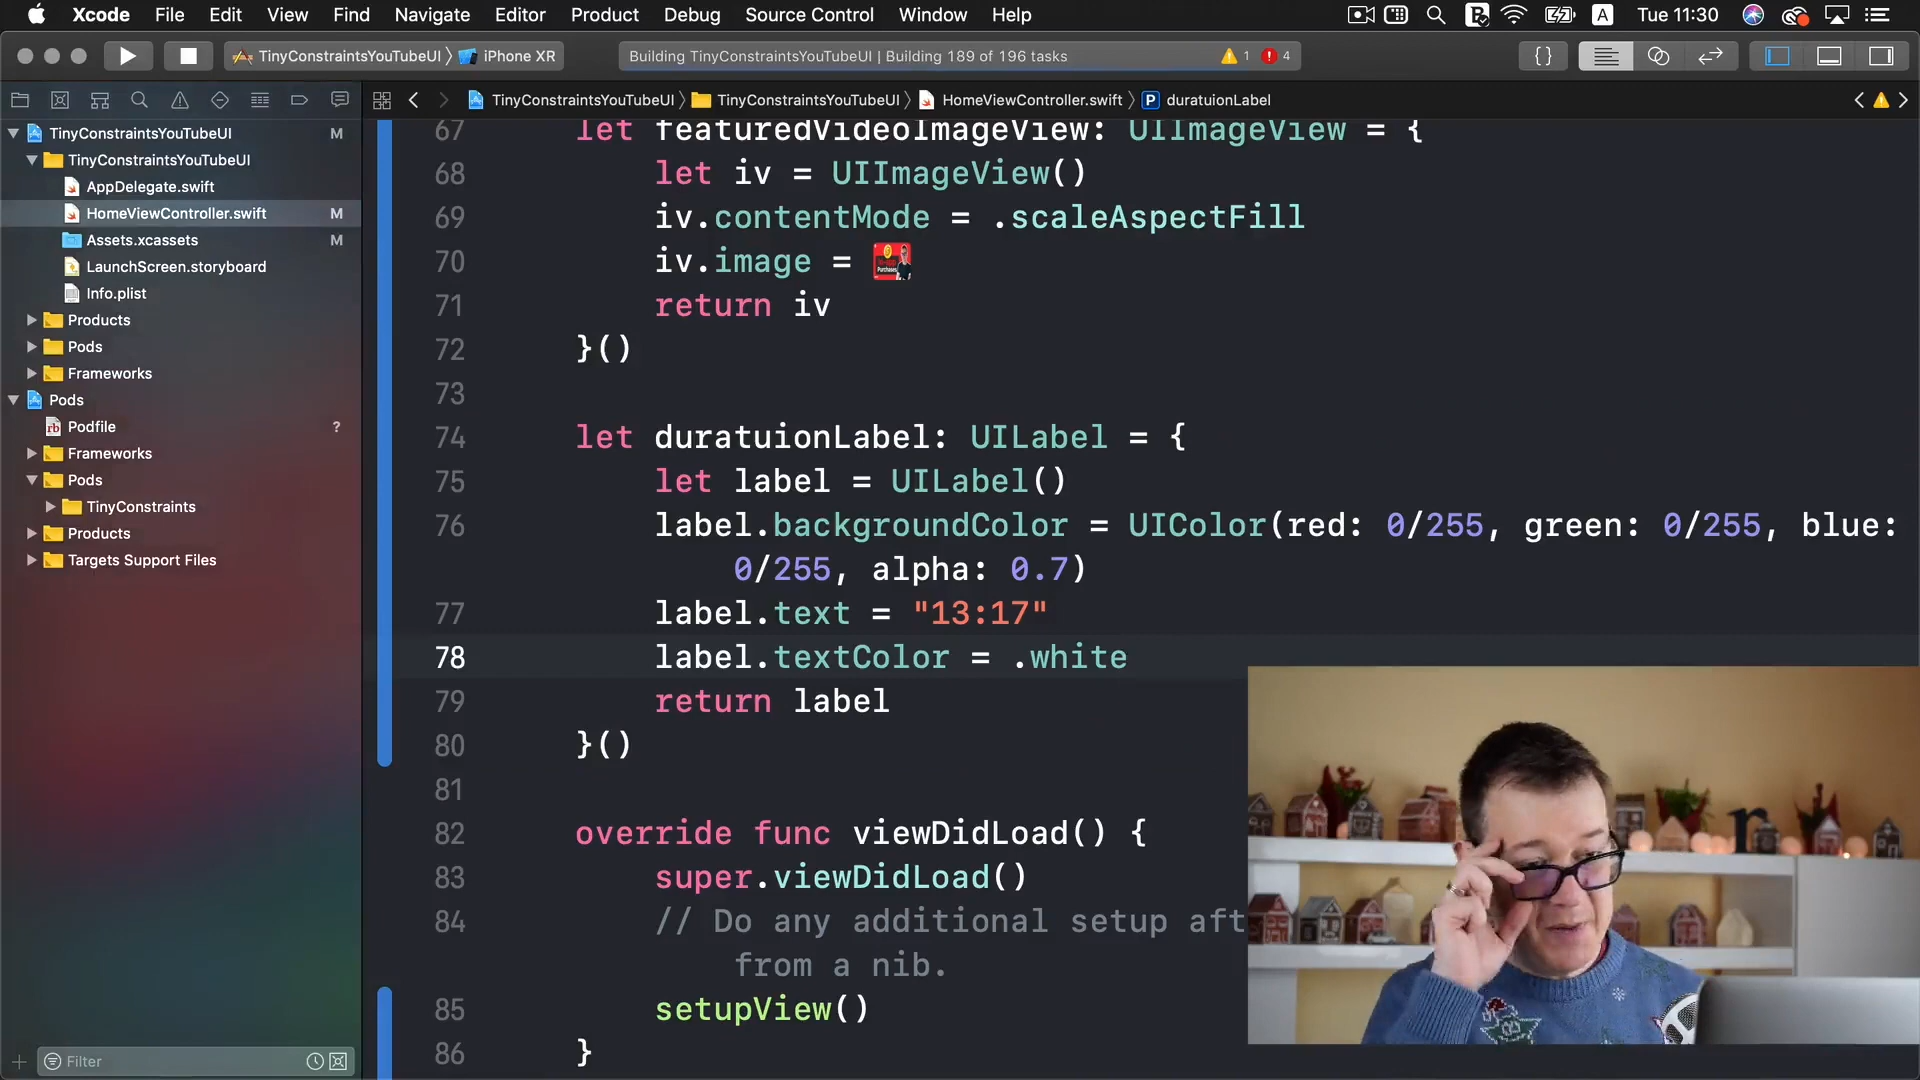 Xcode File Edit View Find Navigate Editor Product Debug Source Control Window Help A Tue 11:30
TinyConstraintsYouTubeUI iPhone XR Building TinyConstraintsYouTubeUI | Building 189 of 196 tasks 1 4 {}
TinyConstraintsYouTubeUI TinyConstraintsYouTubeUI HomeViewController.swift P duratuionLabel
TinyConstraintsYouTubeUI M
TinyConstraintsYouTubeUI
AppDelegate.swift
HomeViewController.swift M
Assets.xcassets M
LaunchScreen.storyboard
Info.plist
Products
Pods
Frameworks
Pods
rb Podfile ?
Frameworks
Pods
TinyConstraints
Products
Targets Support Files
Filter
67 let featuredVideoImageView: UIImageView = {
68 let iv = UIImageView()
69 iv.contentMode = .scaleAspectFill
70 iv.image = Purchases
71 return iv
72 }()
73
74 let duratuionLabel: UILabel = {
75 let label = UILabel()
76 label.backgroundColor = UIColor(red: 0/255, green: 0/255, blue:
0/255, alpha: 0.7)
77 label.text = "13:17"
78 label.textColor = .white
79 return label
80 }()
81
82 override func viewDidLoad() {
83 super.viewDidLoad()
84 // Do any additional setup aft
from a nib.
85 setupView()
86 }